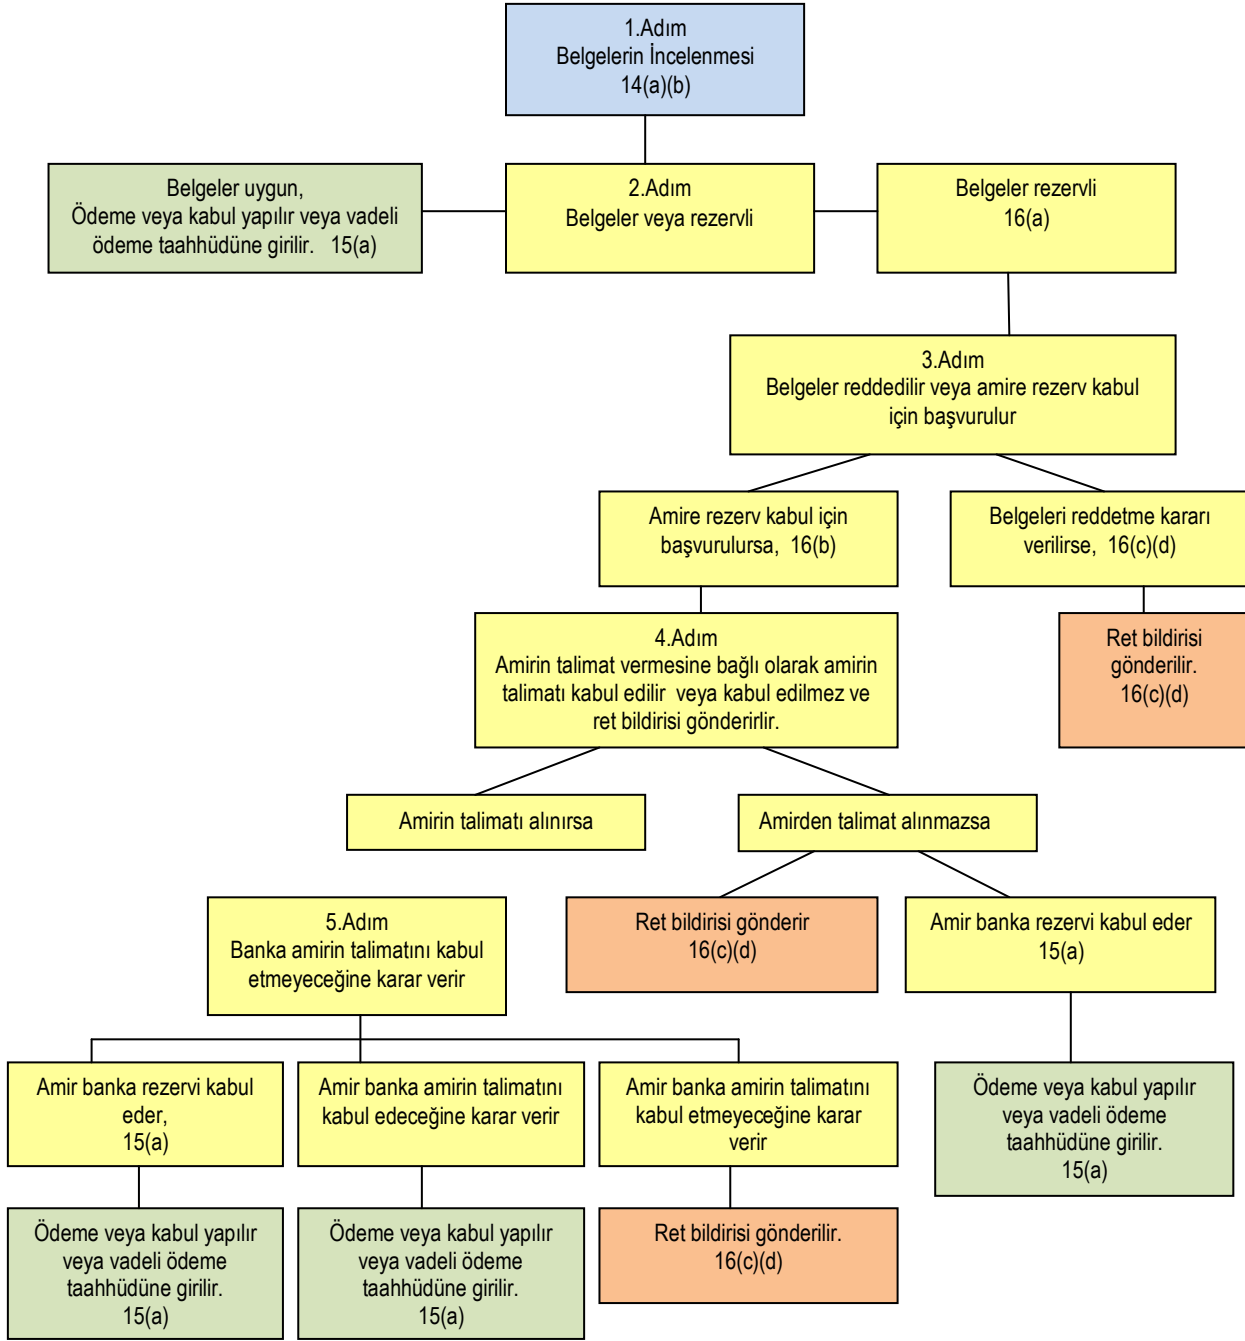 1.Adım
Belgelerin İncelenmesi
14(a)(b)
Belgeler uygun,
Ödeme veya kabul yapılır veya vadeli
ödeme taahhüdüne girilir. 15(a)
2.Adım
Belgeler veya rezervli
Belgeler rezervli
16(a)
3.Adım
Belgeler reddedilir veya amire rezerv kabul
için başvurulur
Amire rezerv kabul için
başvurulursa, 16(b)
Belgeleri reddetme kararı
verilirse, 16(c)(d)
4.Adım
Amirin talimat vermesine bağlı olarak amirin
talimatı kabul edilir veya kabul edilmez ve
ret bildirisi gönderirlir.
Ret bildirisi
gönderilir.
16(c)(d)
Amirin talimatı alınırsa
Amirden talimat alınmazsa
5.Adım
Banka amirin talimatını kabul
etmeyeceğine karar verir
Ret bildirisi gönderir
16(c)(d)
Amir banka rezervi kabul eder
15(a)
Amir banka rezervi kabul
eder,
15(a)
Amir banka amirin talimatını
kabul edeceğine karar verir
Amir banka amirin talimatını
kabul etmeyeceğine karar
verir
Ödeme veya kabul yapılır
veya vadeli ödeme
taahhüdüne girilir.
15(a)
Ödeme veya kabul yapılır
veya vadeli ödeme
taahhüdüne girilir.
15(a)
Ödeme veya kabul yapılır
veya vadeli ödeme
taahhüdüne girilir.
15(a)
Ret bildirisi gönderilir.
16(c)(d)